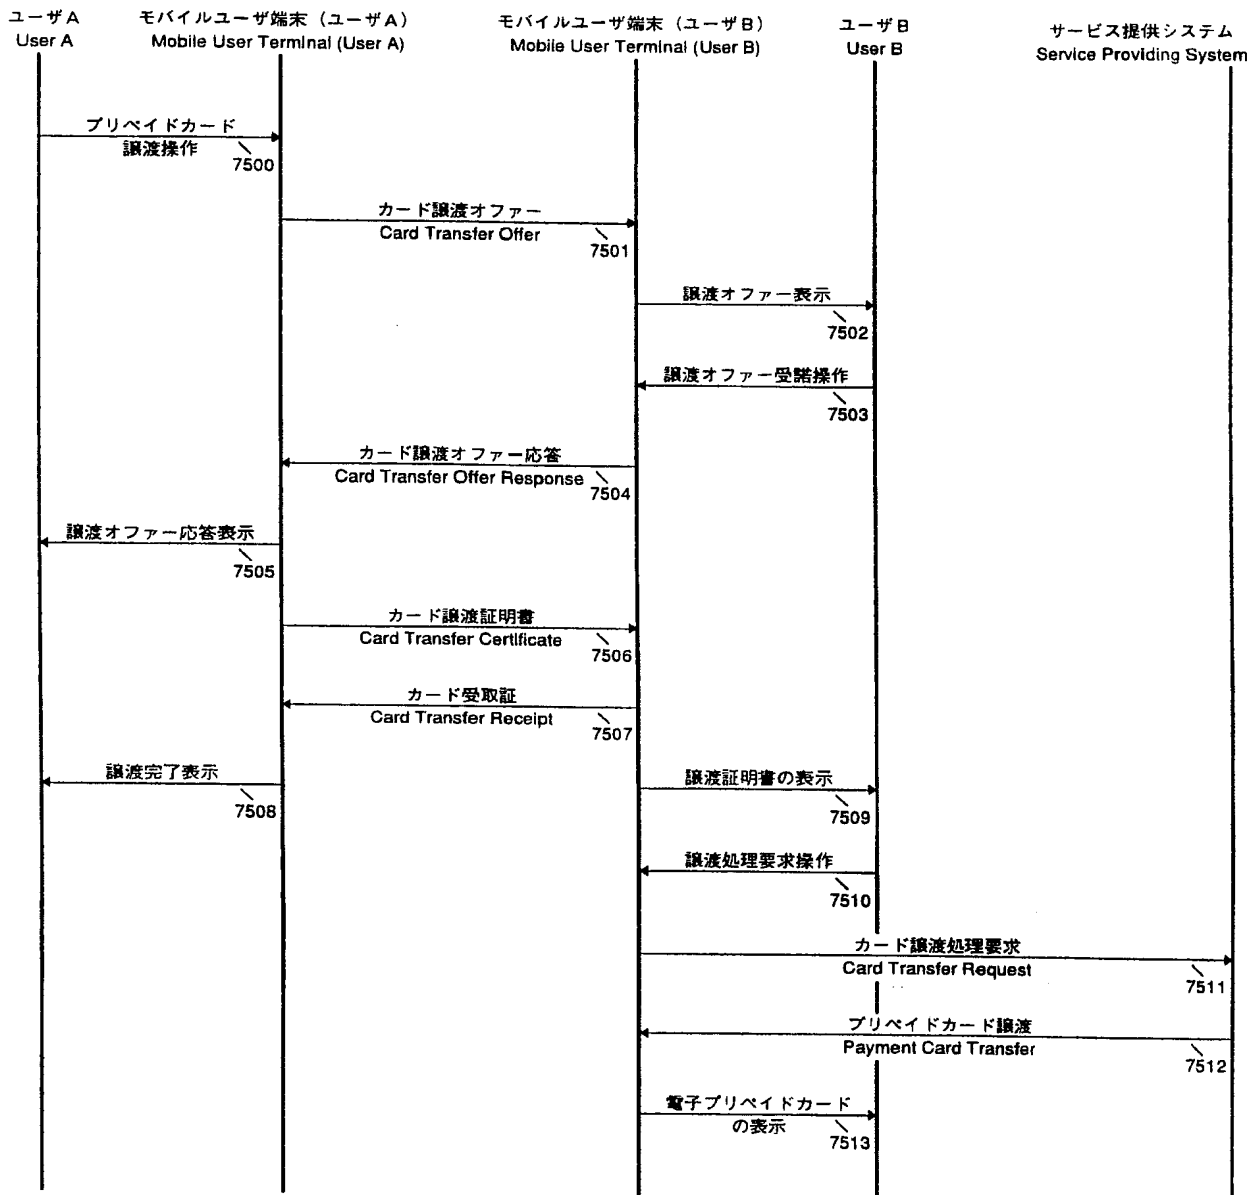 ユーザA
User A
モバイルユーザ端末（ユーザA）
Mobile User Terminal (User A)
モバイルユーザ端末（ユーザB）
Mobile User Terminal (User B)
ユーザB
User B
サービス提供システム
Service Providing System
プリペイドカード
譲渡操作
7500
カード譲渡オファー
Card Transfer Offer
7501
譲渡オファー表示
7502
譲渡オファー受諾操作
7503
カード譲渡オファー応答
Card Transfer Offer Response
7504
譲渡オファー応答表示
7505
カード譲渡証明書
Card Transfer Certificate
7506
カード受取証
Card Transfer Receipt
7507
譲渡完了表示
7508
譲渡証明書の表示
7509
譲渡処理要求操作
7510
カード譲渡処理要求
Card Transfer Request
7511
プリペイドカード譲渡
Payment Card Transfer
7512
電子プリペイドカード
の表示
7513